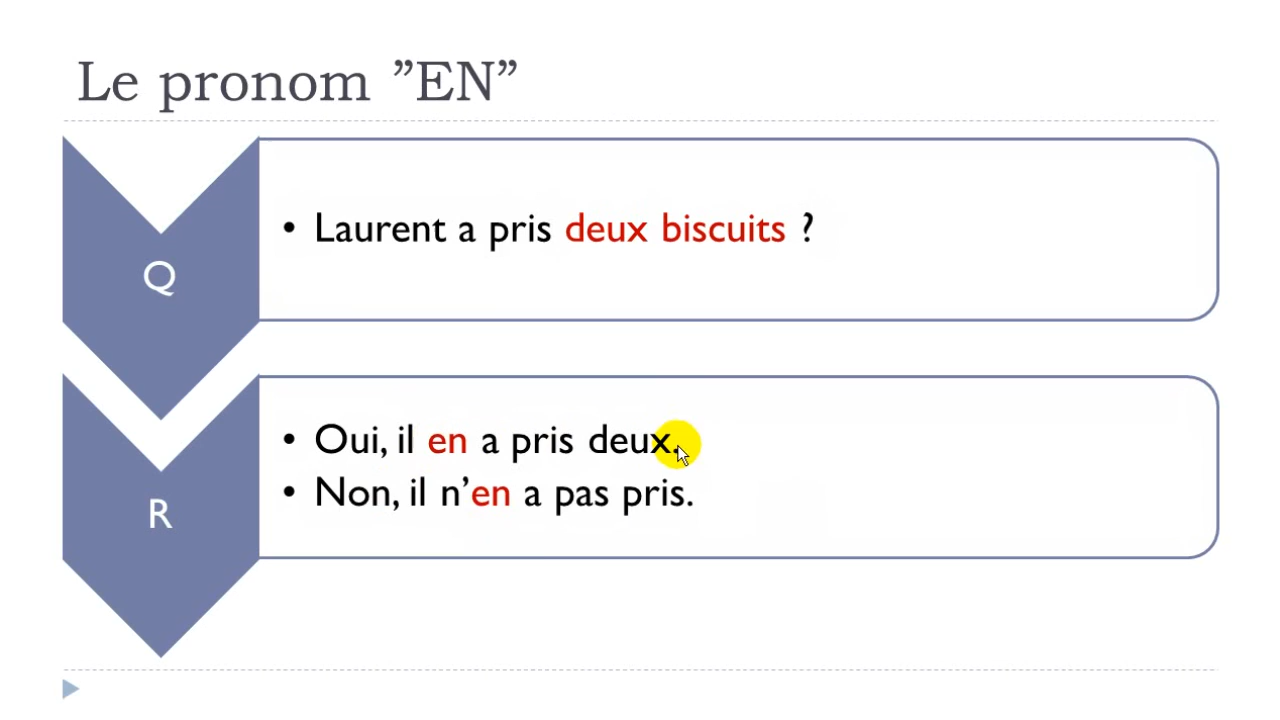 Le pronom ”EN”
Q
• Laurent a pris deux biscuits ?
R
• Oui, il en a pris deux.
• Non, il n’en a pas pris.